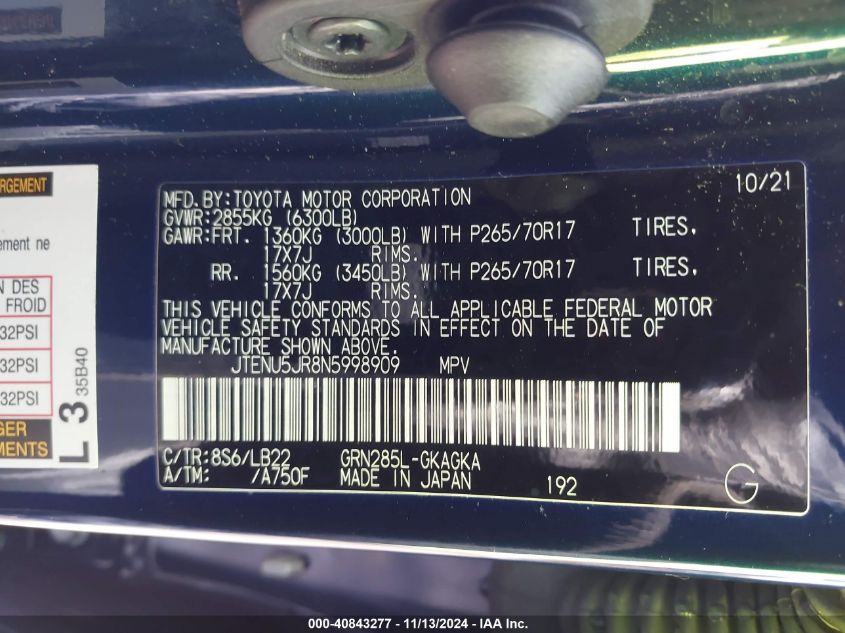 RGEMENT
ement ne
N DES
FROID
32PSI
32PSI
32PSI
GER
EMENTS
L 3
35B40
10/21
MFD.BY:TOYOTA MOTOR CORPORATION
GVWR:2855KG (6300LB)
GAWR:FRT. 1360KG (3000LB) WITH P265/70R17 TIRES.
17X7J RIMS.
RR. 1560KG (3450LB) WITH P265/70R17 TIRES.
17X7J RIMS.
THIS VEHICLE CONFORMS TO ALL APPLICABLE FEDERAL MOTOR
VEHICLE SAFETY STANDARDS IN EFFECT ON THE DATE OF
MANUFACTURE SHOWN ABOVE.
JTENU5JR8N5998909 MPV
C/TR:8S6/LB22 GRN285L-GKAGKA
A/TM: /A750F MADE IN JAPAN 192
G
000-40843277 - 11/13/2024 - IAA Inc.